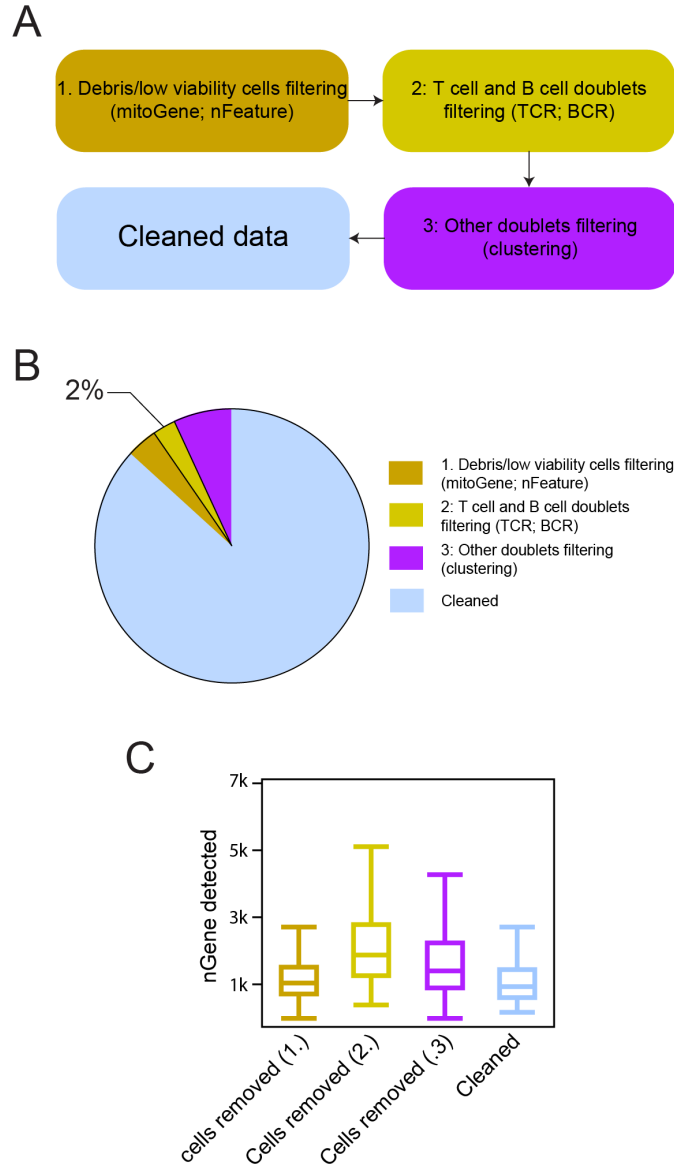 A
1. Debris/low viability cells filtering
(mitoGene; nFeature)
2: T cell and B cell doublets
filtering (TCR; BCR)
Cleaned data
3: Other doublets filtering
(clustering)
B
2%
1. Debris/low viability cells filtering
(mitoGene; nFeature)
2: T cell and B cell doublets
filtering (TCR; BCR)
3: Other doublets filtering
(clustering)
Cleaned
C
7k
5k
3k
1k
nGene detected
cells removed (1.)
Cells removed (2.)
Cells removed (.3)
Cleaned